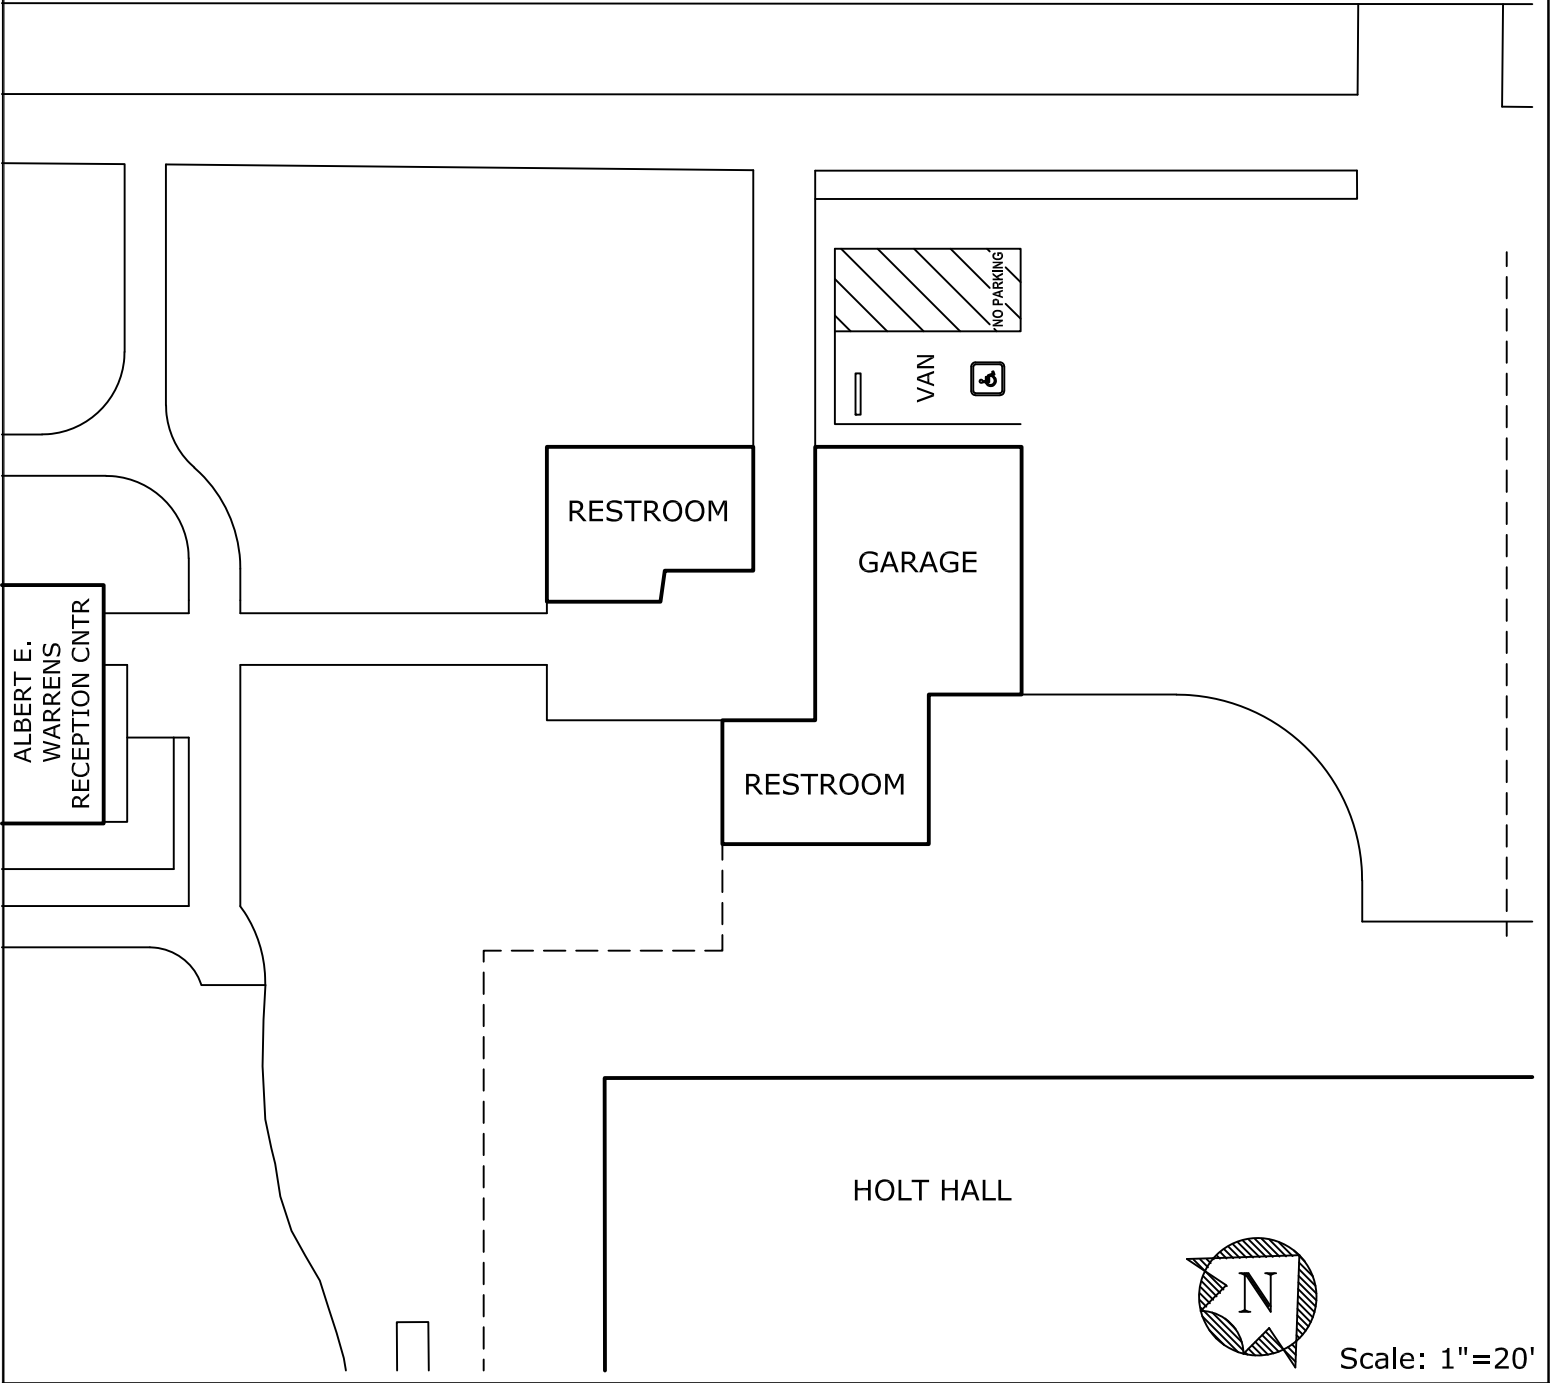 NO PARKING
VAN
RESTROOM
GARAGE
ALBERT E.
WARRENS
RECEPTION CNTR
RESTROOM
HOLT HALL
N
Scale: 1"=20'